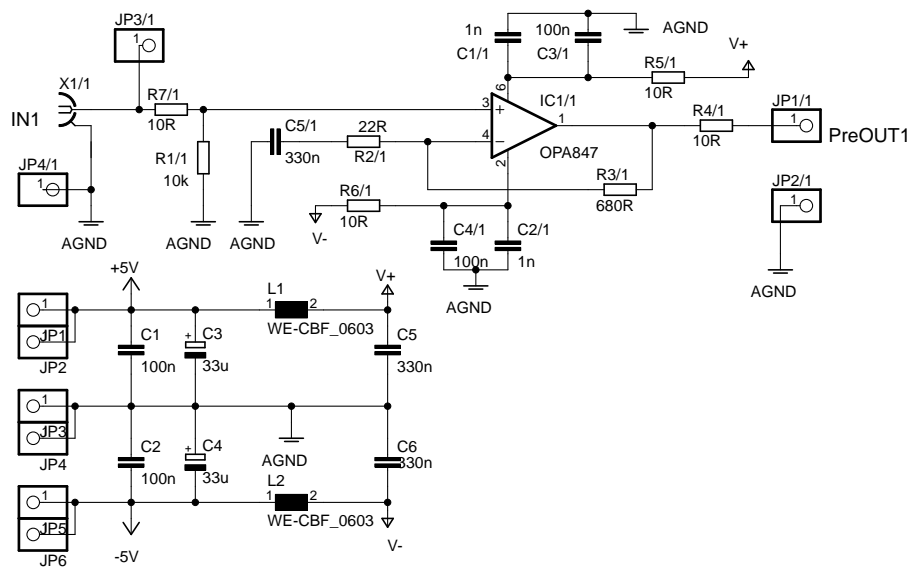 JP3/1
1
1n
C1/1
100n
C3/1
AGND
V+
R5/1
10R
X1/1
IN1
R7/1
10R
JP4/1
1
AGND
R1/1
10k
AGND
C5/1
330n
AGND
22R
R2/1
3
4
6
2
1
+
−
IC1/1
OPA847
R4/1
10R
JP1/1
1
PreOUT1
R3/1
680R
JP2/1
1
AGND
R6/1
10R
V-
C4/1
100n
C2/1
1n
AGND
+5V
1
JP1
1
JP2
C1
100n
+
C3
33u
L1
1 2
WE-CBF_0603
V+
C5
330n
1
JP3
1
JP4
C2
100n
+
C4
33u
AGND
C6
330n
1
JP5
1
JP6
-5V
L2
1 2
WE-CBF_0603
V-